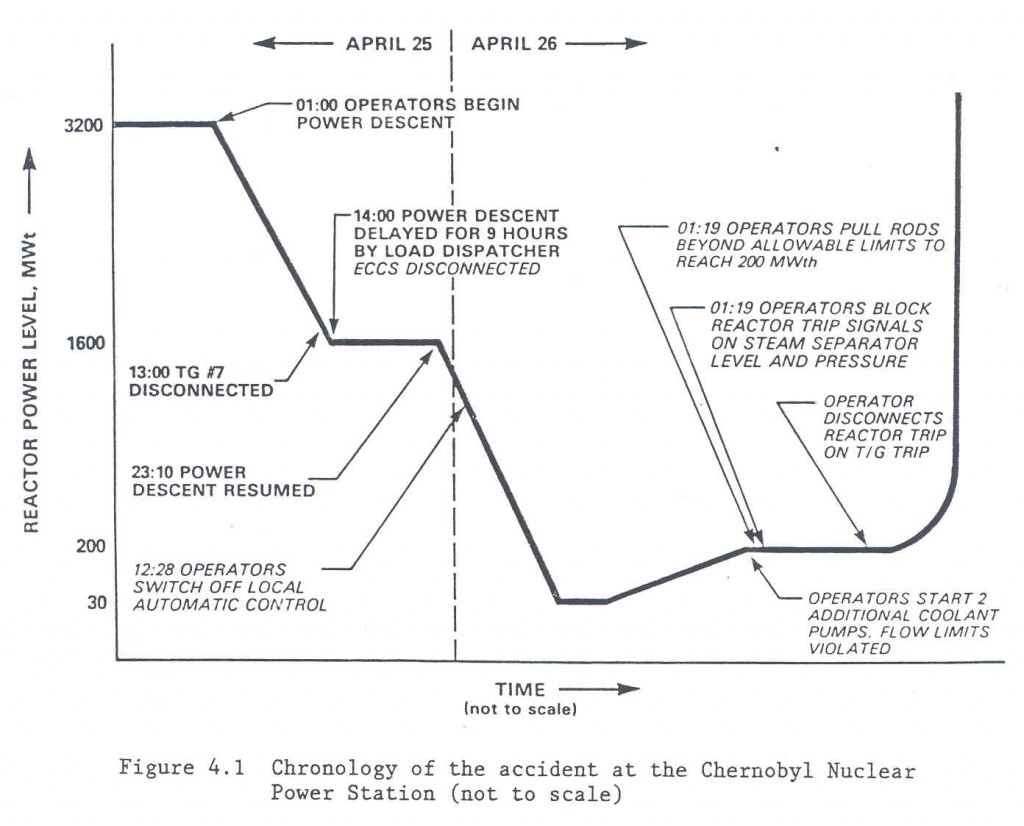 APRIL 25
APRIL 26
01:00 OPERATORS BEGIN
POWER DESCENT
3200
14:00 POWER DESCENT
DELAYED FOR 9 HOURS
BY LOAD DISPATCHER
ECCS DISCONNECTED
01:19 OPERATORS PULL RODS
BEYOND ALLOWABLE LIMITS TO
REACH 200 MWth
01:19 OPERATORS BLOCK
REACTOR TRIP SIGNALS
ON STEAM SEPARATOR
LEVEL AND PRESSURE
REACTOR POWER LEVEL, MWt
1600
13:00 TG #7
DISCONNECTED
OPERATOR
DISCONNECTS
REACTOR TRIP
ON T/G TRIP
23:10 POWER
DESCENT RESUMED
200
12:28 OPERATORS
SWITCH OFF LOCAL
AUTOMATIC CONTROL
30
OPERATORS START 2
ADDITIONAL COOLANT
PUMPS. FLOW LIMITS
VIOLATED
TIME
(not to scale)
Figure 4.1 Chronology of the accident at the Chernobyl Nuclear
Power Station (not to scale)